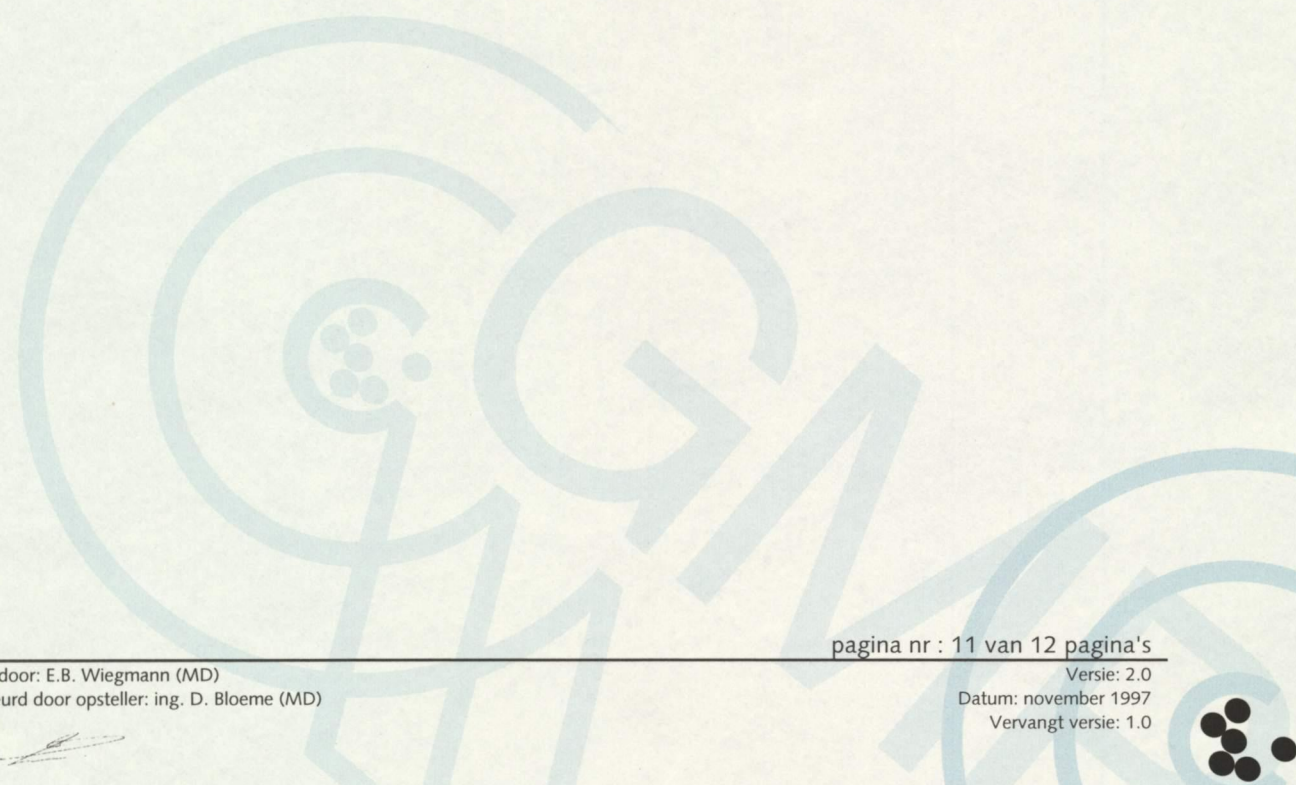 pagina nr : 11 van 12 pagina's
door: E.B. Wiegmann (MD)
urd door opsteller: ing. D. Bloeme (MD)
Versie: 2.0
Datum: november 1997
Vervangt versie: 1.0